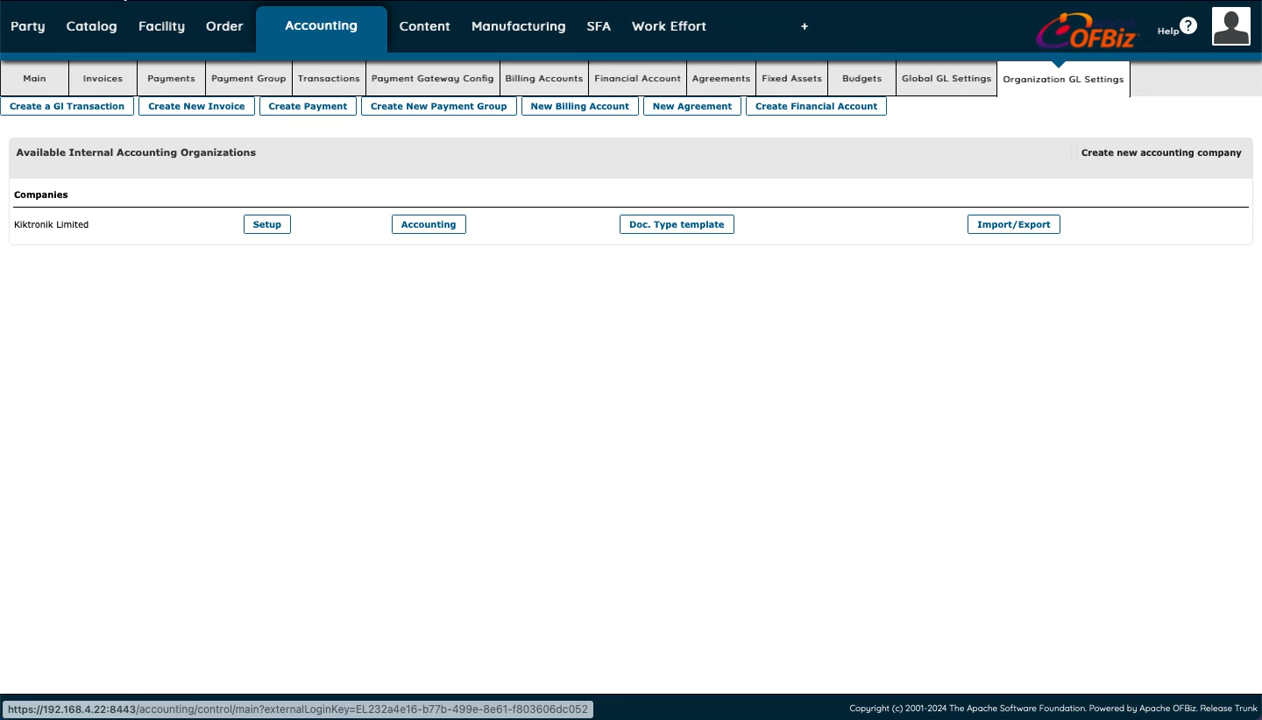 Party Catalog Facility Order Accounting Content Manufacturing SFA Work Effort + APACHE OFBiz Help ?
Main Invoices Payments Payment Group Transactions Payment Gateway Config Billing Accounts Financial Account Agreements Fixed Assets Budgets Global GL Settings Organization GL Settings
Create a Gl Transaction Create New Invoice Create Payment Create New Payment Group New Billing Account New Agreement Create Financial Account
Available Internal Accounting Organizations Create new accounting company
Companies
Kiktronik Limited Setup Accounting Doc. Type template Import/Export
https://192.168.4.22:8443/accounting/control/main?externalLoginKey=EL232a4e16-b77b-499e-8e61-f803606dc052 Copyright (c) 2001-2024 The Apache Software Foundation. Powered by Apache OFBiz. Release Trunk